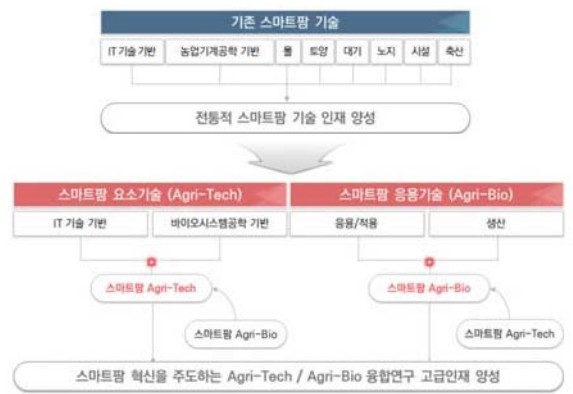 기존 스마트팜 기술
IT 기술 기반 농업기계공학 기반 물 토양 대기 노지 시설 축산
전통적 스마트팜 기술 인재 양성
스마트팜 요소기술 (Agri-Tech) 스마트팜 응용기술 (Agri-Bio)
IT 기술 기반 바이오시스템공학 기반 응용/적용 생산
스마트팜 Agri-Tech 스마트팜 Agri-Bio
스마트팜 Agri-Bio 스마트팜 Agri-Tech
스마트팜 혁신을 주도하는 Agri-Tech / Agri-Bio 융합연구 고급인재 양성